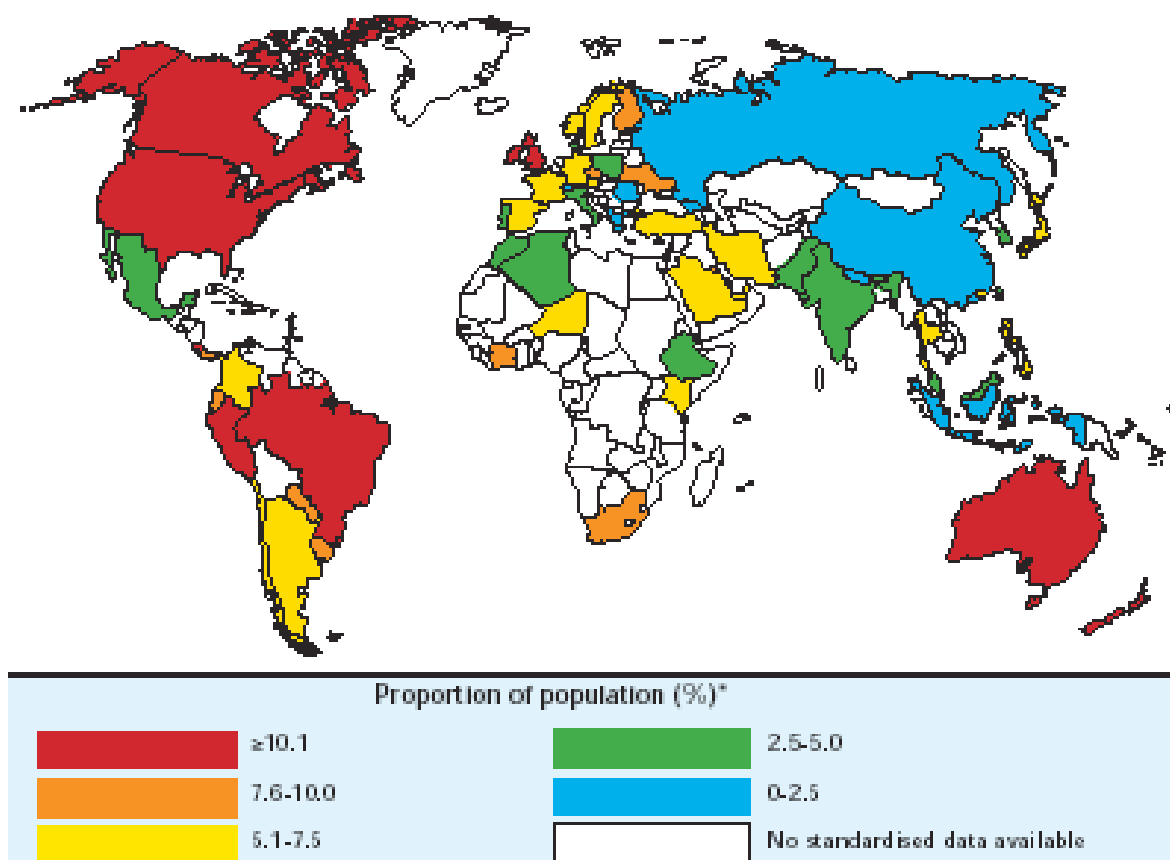 Proportion of population (%)*
≥10.1
2.5-5.0
7.6-10.0
0-2.5
5.1-7.5
No standardised data available